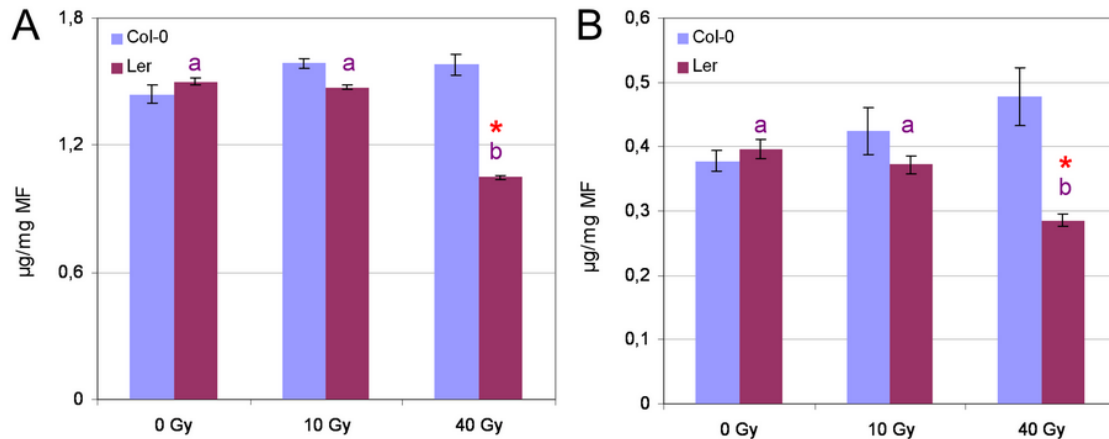 A
1,8
1,2
0,6
0
µg/mg MF
Col-0
Ler
a
a
*
b
0 Gy
10 Gy
40 Gy
B
0,6
0,5
0,4
0,3
0,2
0,1
0
µg/mg MF
Col-0
Ler
a
a
*
b
0 Gy
10 Gy
40 Gy